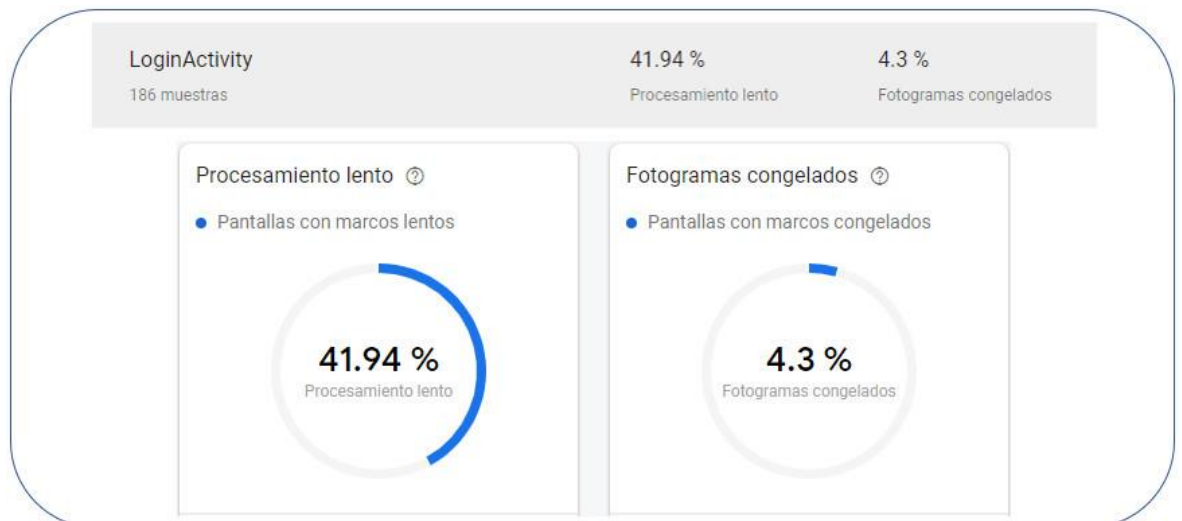 LoginActivity 41.94 % 4.3 %
186 muestras Procesamiento lento Fotogramas congelados
Procesamiento lento ?
Pantallas con marcos lentos
41.94 %
Procesamiento lento
Fotogramas congelados ?
Pantallas con marcos congelados
4.3 %
Fotogramas congelados